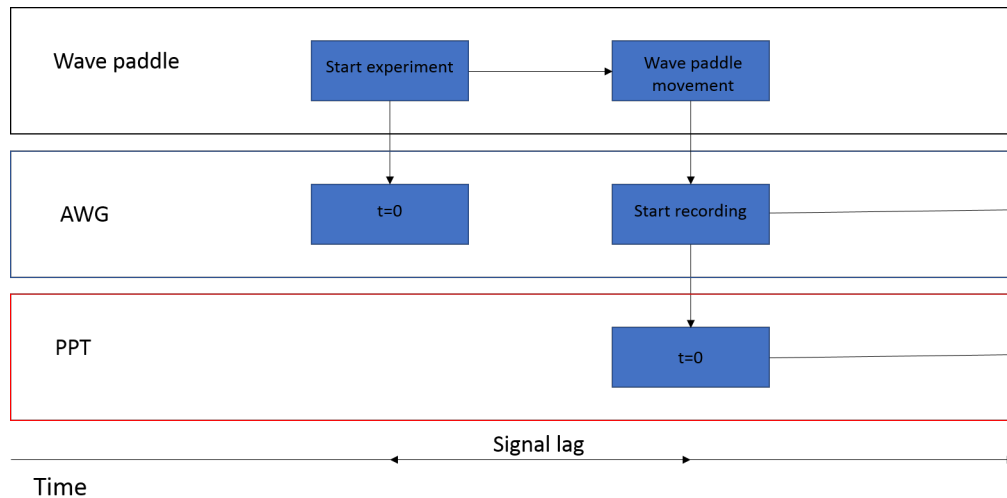 Wave paddle
Start experiment
Wave paddle
movement
AWG
t=0
Start recording
PPT
t=0
Signal lag
Time